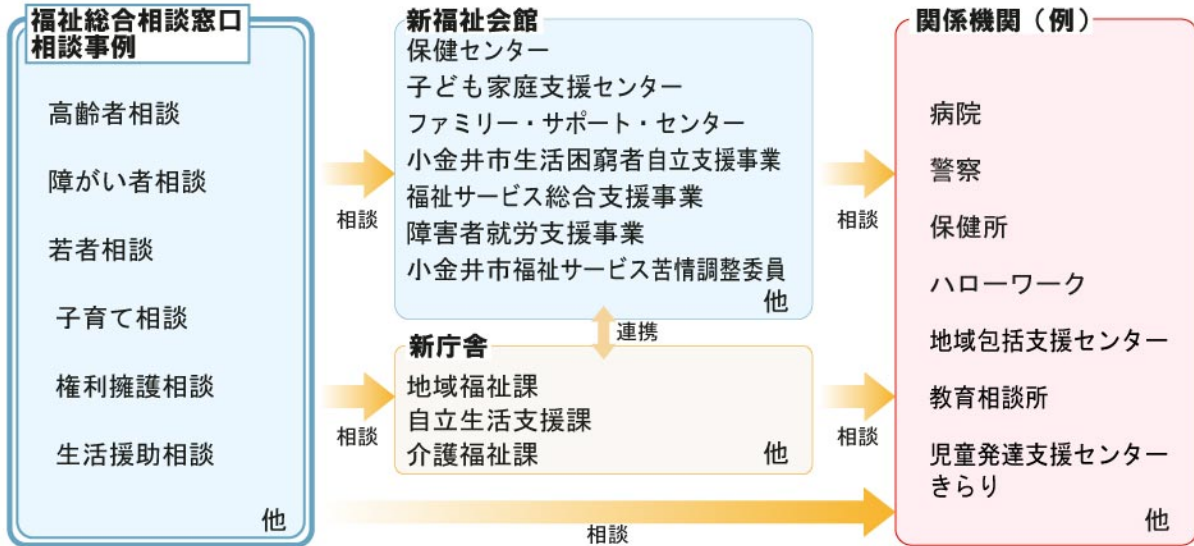 福祉総合相談窓口
相談事例
高齢者相談
障がい者相談
若者相談
子育て相談
権利擁護相談
生活援助相談
他
相談
相談
新福祉会館
保健センター
子ども家庭支援センター
ファミリー・サポート・センター
小金井市生活困窮者自立支援事業
福祉サービス総合支援事業
障害者就労支援事業
小金井市福祉サービス苦情調整委員
他
連携
新庁舎
地域福祉課
自立生活支援課
介護福祉課
他
相談
相談
相談
関係機関（例）
病院
警察
保健所
ハローワーク
地域包括支援センター
教育相談所
児童発達支援センター
きらり
他